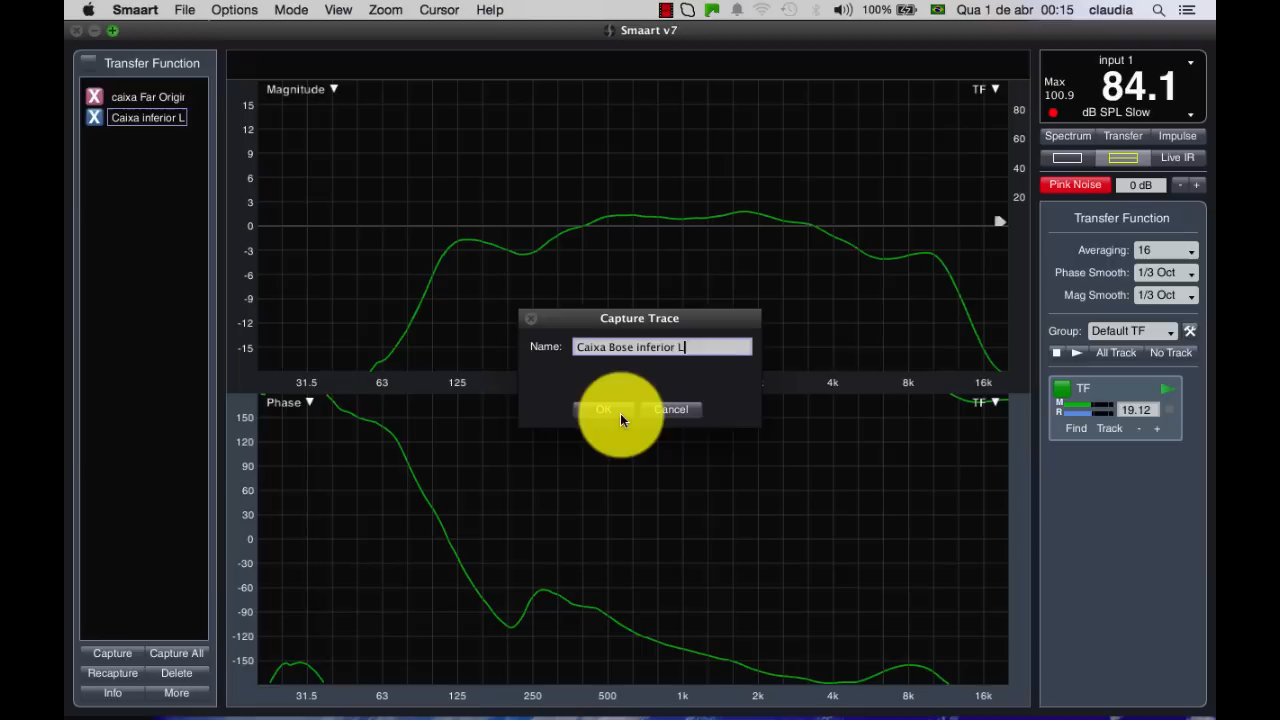 Smaart File Options Mode View Zoom Cursor Help 100% Qua 1 de abr 00:15 claudia
Smaart v7
Transfer Function
X caixa Far Origir
X Caixa inferior L
Capture Capture All
Recapture Delete
Info More
Magnitude TF
15
12
9
6
3
0
-3
-6
-9
-12
-15
80
60
40
20
31.5 63 125 4k 8k 16k
Capture Trace
Name: Caixa Bose inferior L
OK Cancel
Phase TF
150
120
90
60
30
0
-30
-60
-90
-120
-150
31.5 63 125 250 500 1k 2k 4k 8k 16k
input 1
Max
100.9
84.1
dB SPL Slow
Spectrum Transfer Impulse
Live IR
Pink Noise 0 dB - +
Transfer Function
Averaging: 16
Phase Smooth: 1/3 Oct
Mag Smooth: 1/3 Oct
Group: Default TF
All Track No Track
TF
M
R
19.12
Find Track - +